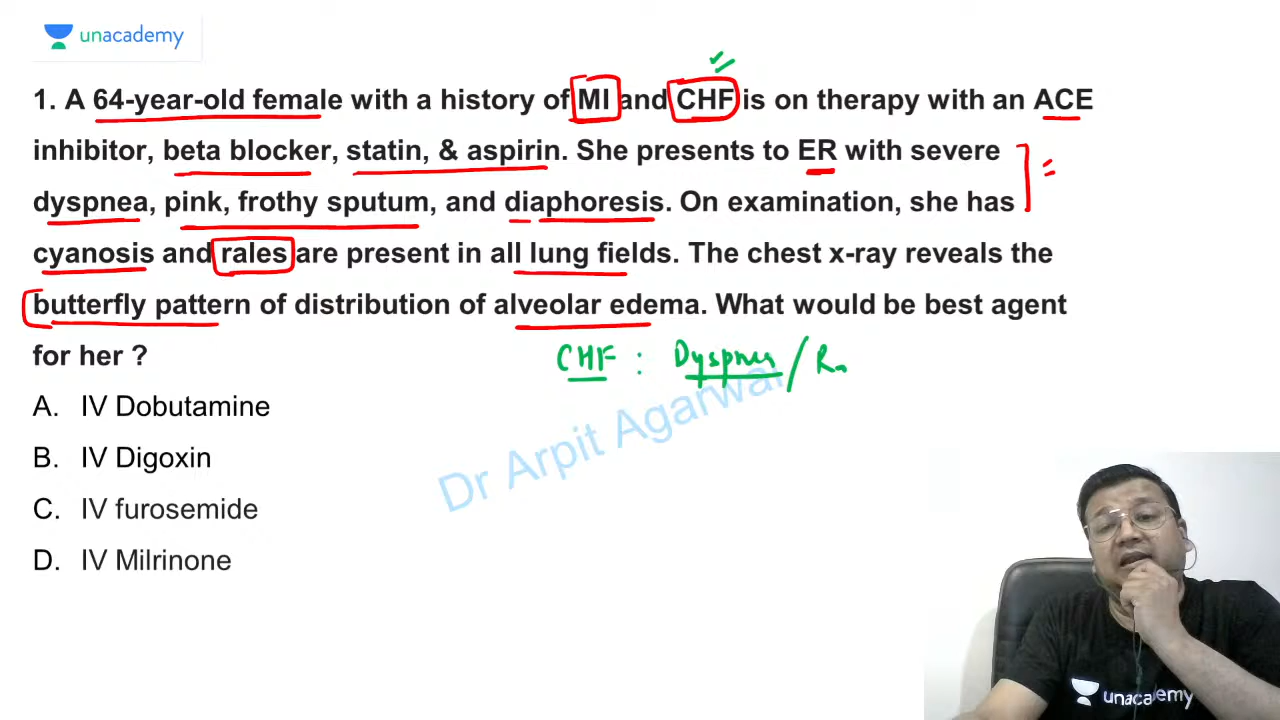 unacademy
1. A 64-year-old female with a history of MI and CHF is on therapy with an ACE
inhibitor, beta blocker, statin, & aspirin. She presents to ER with severe
dyspnea, pink, frothy sputum, and diaphoresis. On examination, she has
cyanosis and rales are present in all lung fields. The chest x-ray reveals the
butterfly pattern of distribution of alveolar edema. What would be best agent
for her ?
CHF : Dyspnea /
A. IV Dobutamine
B. IV Digoxin
C. IV furosemide
D. IV Milrinone
Dr Arpit Agarwal
unacademy